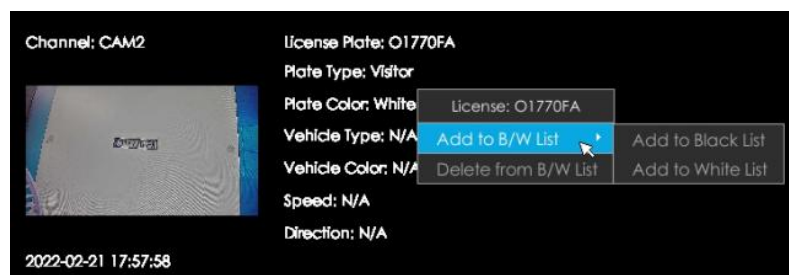 Channel: CAM2
License Plate: O1770FA
Plate Type: Visitor
Plate Color: White
Vehicle Type: N/A
Vehicle Color: N/A
Speed: N/A
Direction: N/A
2022-02-21 17:57:58
License: O1770FA
Add to B/W List
Delete from B/W List
Add to Black List
Add to White List